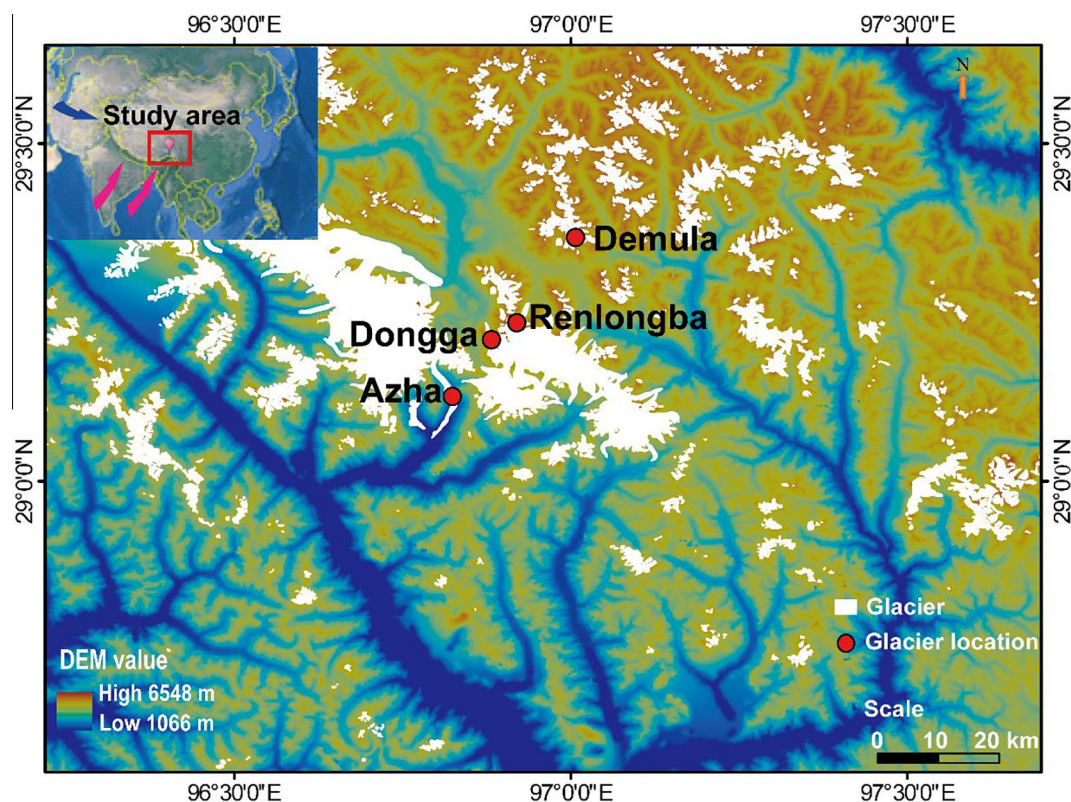 96°30'0"E 97°0'0"E 97°30'0"E
N
Study area
29°30'0"N 29°30'0"N
Demula
Renlongba
Dongga
Azha
29°0'0"N 29°0'0"N
Glacier
Glacier location
DEM value
High 6548 m
Low 1066 m
Scale
0 10 20 km
96°30'0"E 97°0'0"E 97°30'0"E